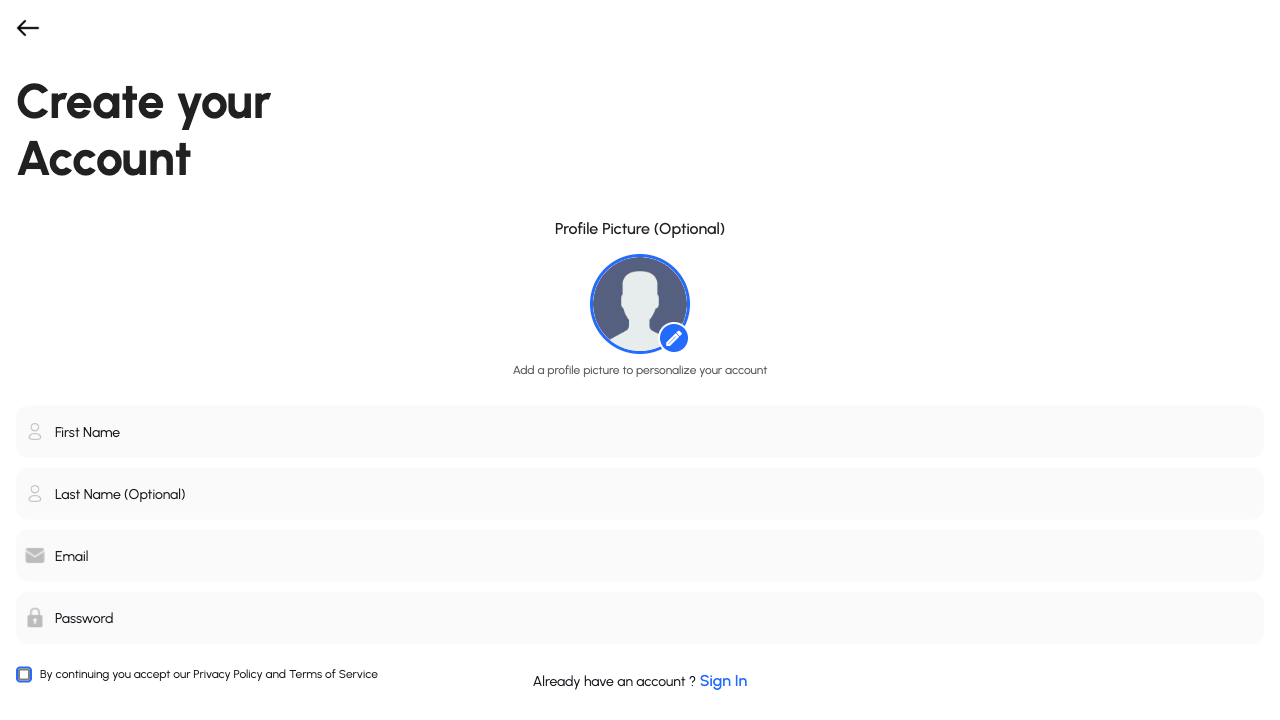 Create your
Account
Profile Picture (Optional)
Add a profile picture to personalize your account
First Name
Last Name (Optional)
Email
Password
By continuing you accept our Privacy Policy and Terms of Service
Already have an account ? Sign In